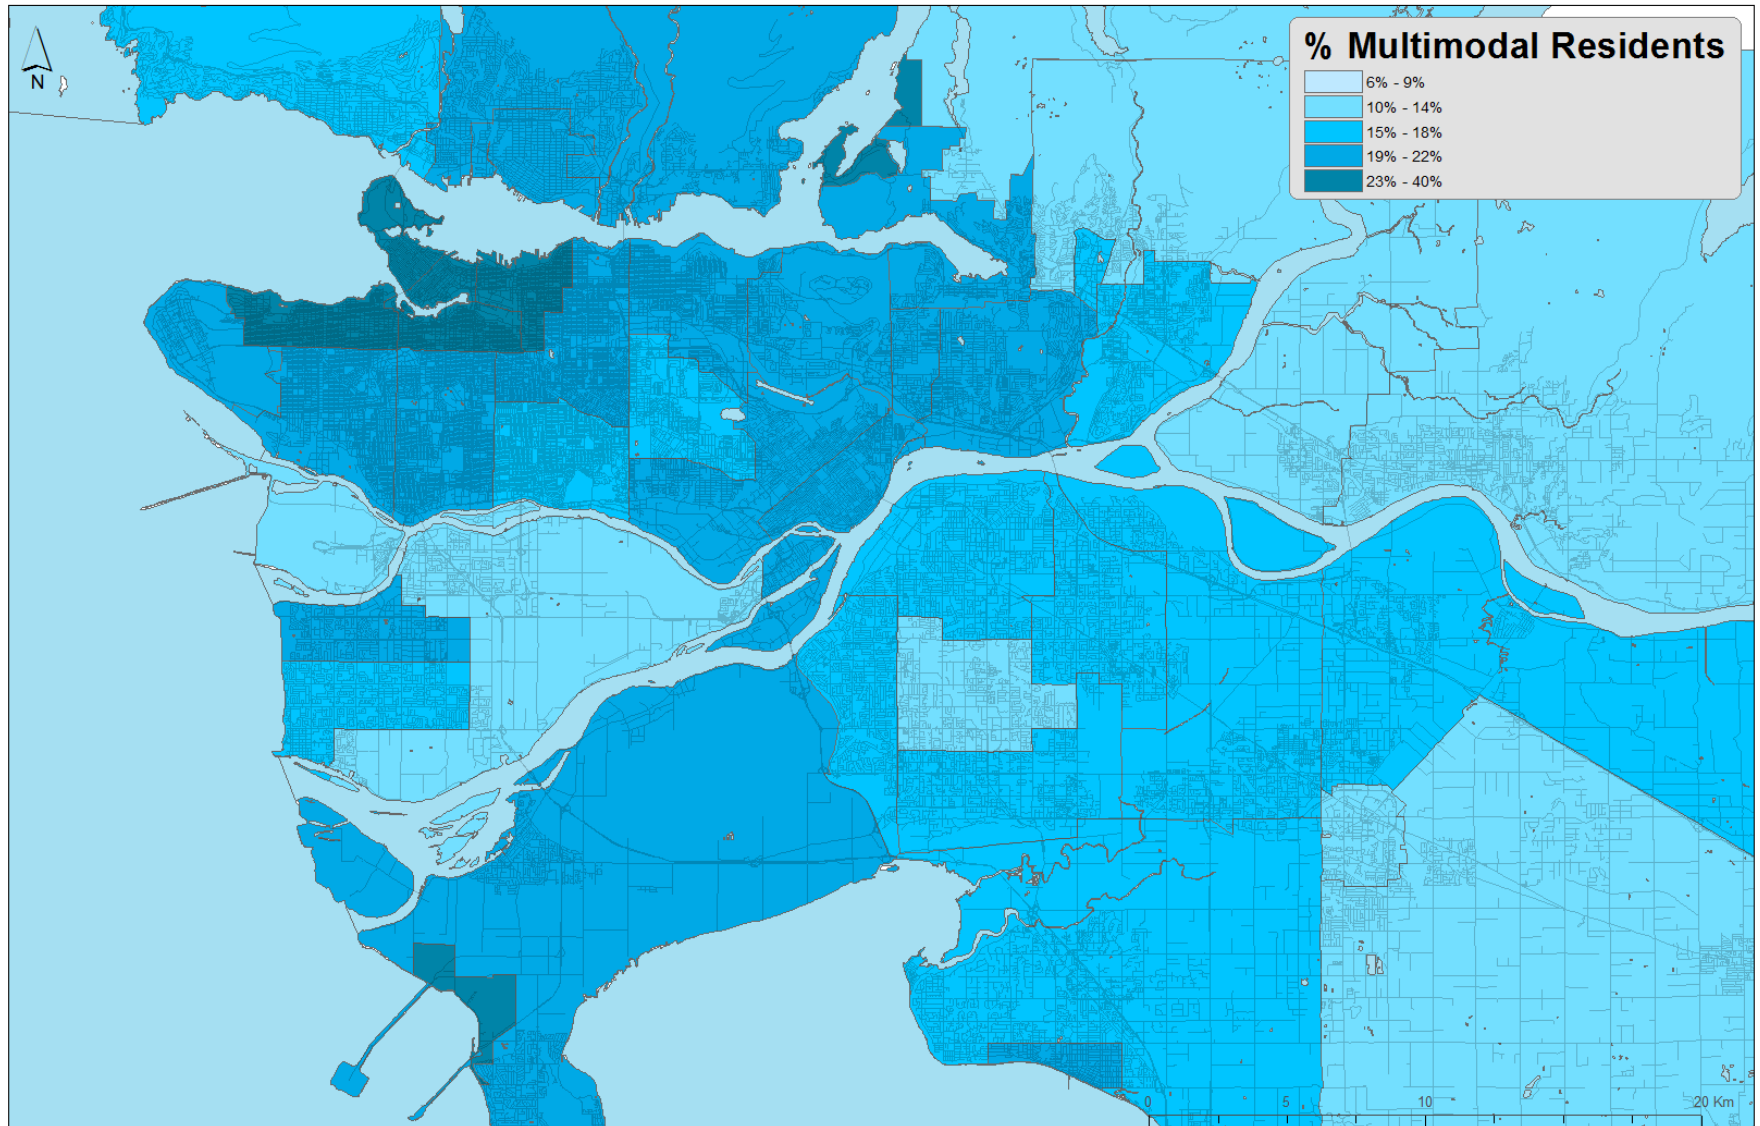 N
% Multimodal Residents
6% - 9%
10% - 14%
15% - 18%
19% - 22%
23% - 40%
0 5 10 20 Km